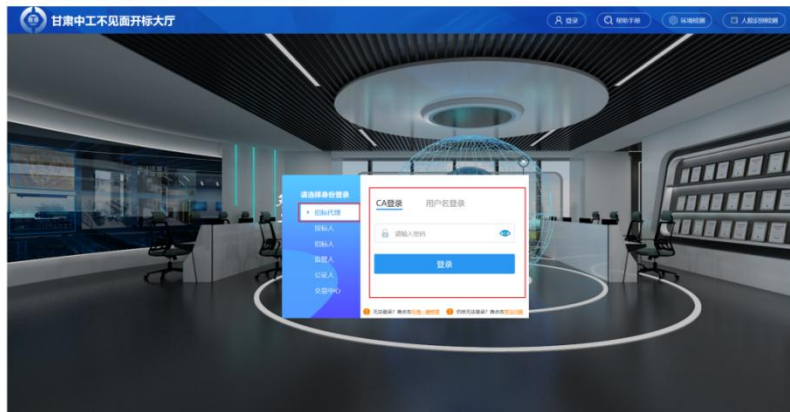 甘肃中工不见面开标大厅
登录
帮助手册
环境检测
人脸识别检测
请选择身份登录
招标代理
投标人
招标人
监管人
公证人
交易中心
CA登录 用户名登录
请输入密码
登录